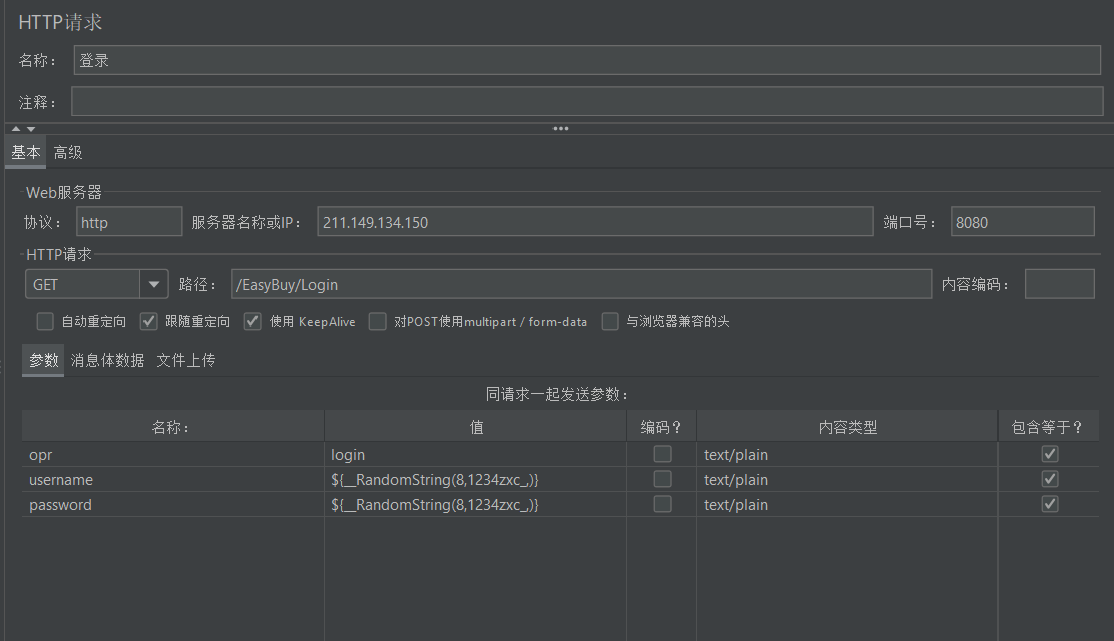 HTTP请求
名称： 登录
注释：
基本 高级
Web服务器
协议： http 服务器名称或IP： 211.149.134.150 端口号： 8080
HTTP请求
GET 路径： /EasyBuy/Login 内容编码：
自动重定向 跟随重定向 使用 KeepAlive 对POST使用multipart / form-data 与浏览器兼容的头
参数 消息体数据 文件上传
同请求一起发送参数：
名称： 值 编码？ 内容类型 包含等于？
opr login text/plain
username ${__RandomString(8,1234zxc_,)} text/plain
password ${__RandomString(8,1234zxc_,)} text/plain